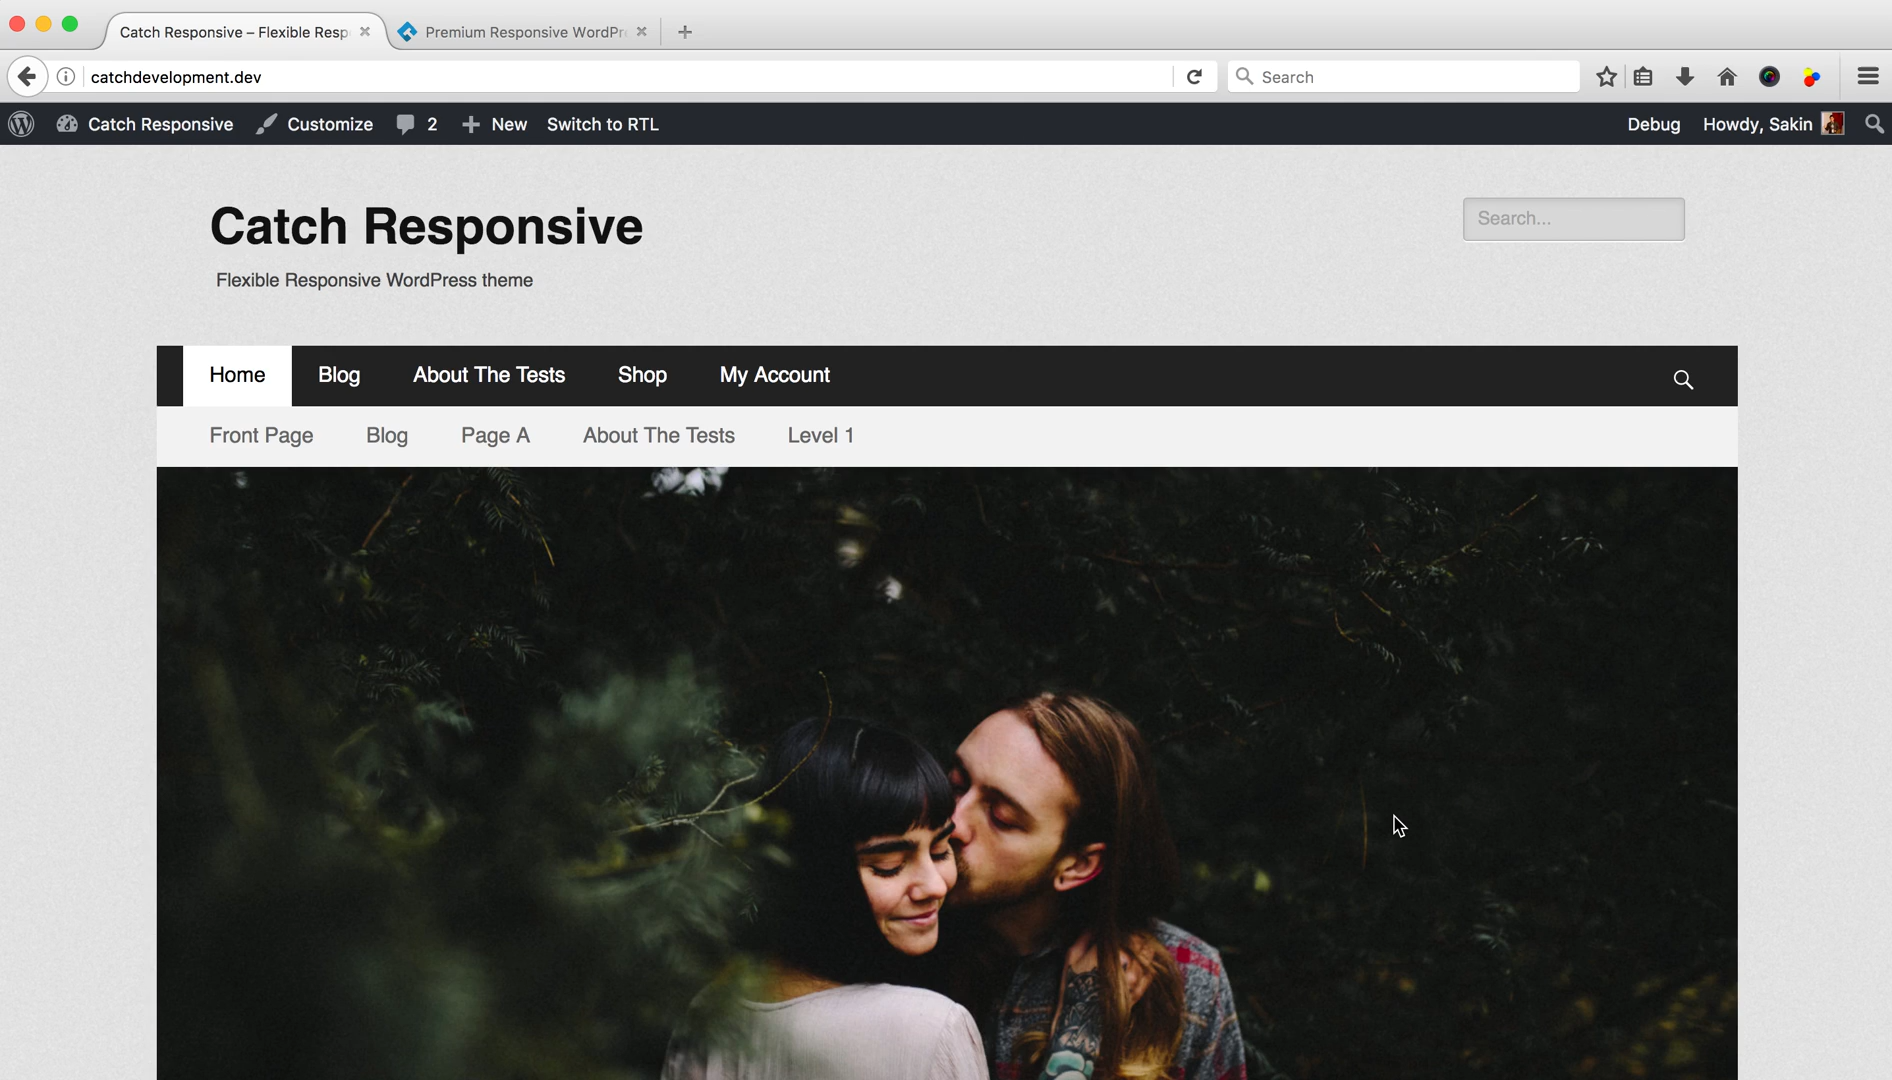 Catch Responsive – Flexible Resp
Premium Responsive WordPr
catchdevelopment.dev
Search
Catch Responsive Customize 2 New Switch to RTL Debug Howdy, Sakin
Catch Responsive
Search...
Flexible Responsive WordPress theme
Home Blog About The Tests Shop My Account
Front Page Blog Page A About The Tests Level 1